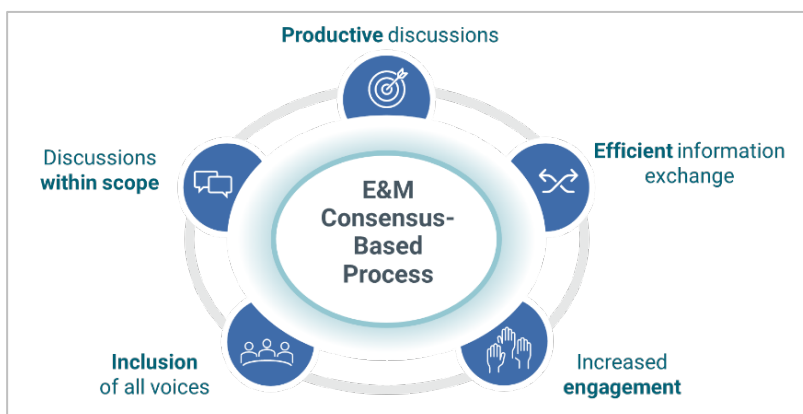 Productive discussions
Discussions
within scope
Efficient information
exchange
E&M
Consensus-
Based
Process
Inclusion
of all voices
Increased
engagement